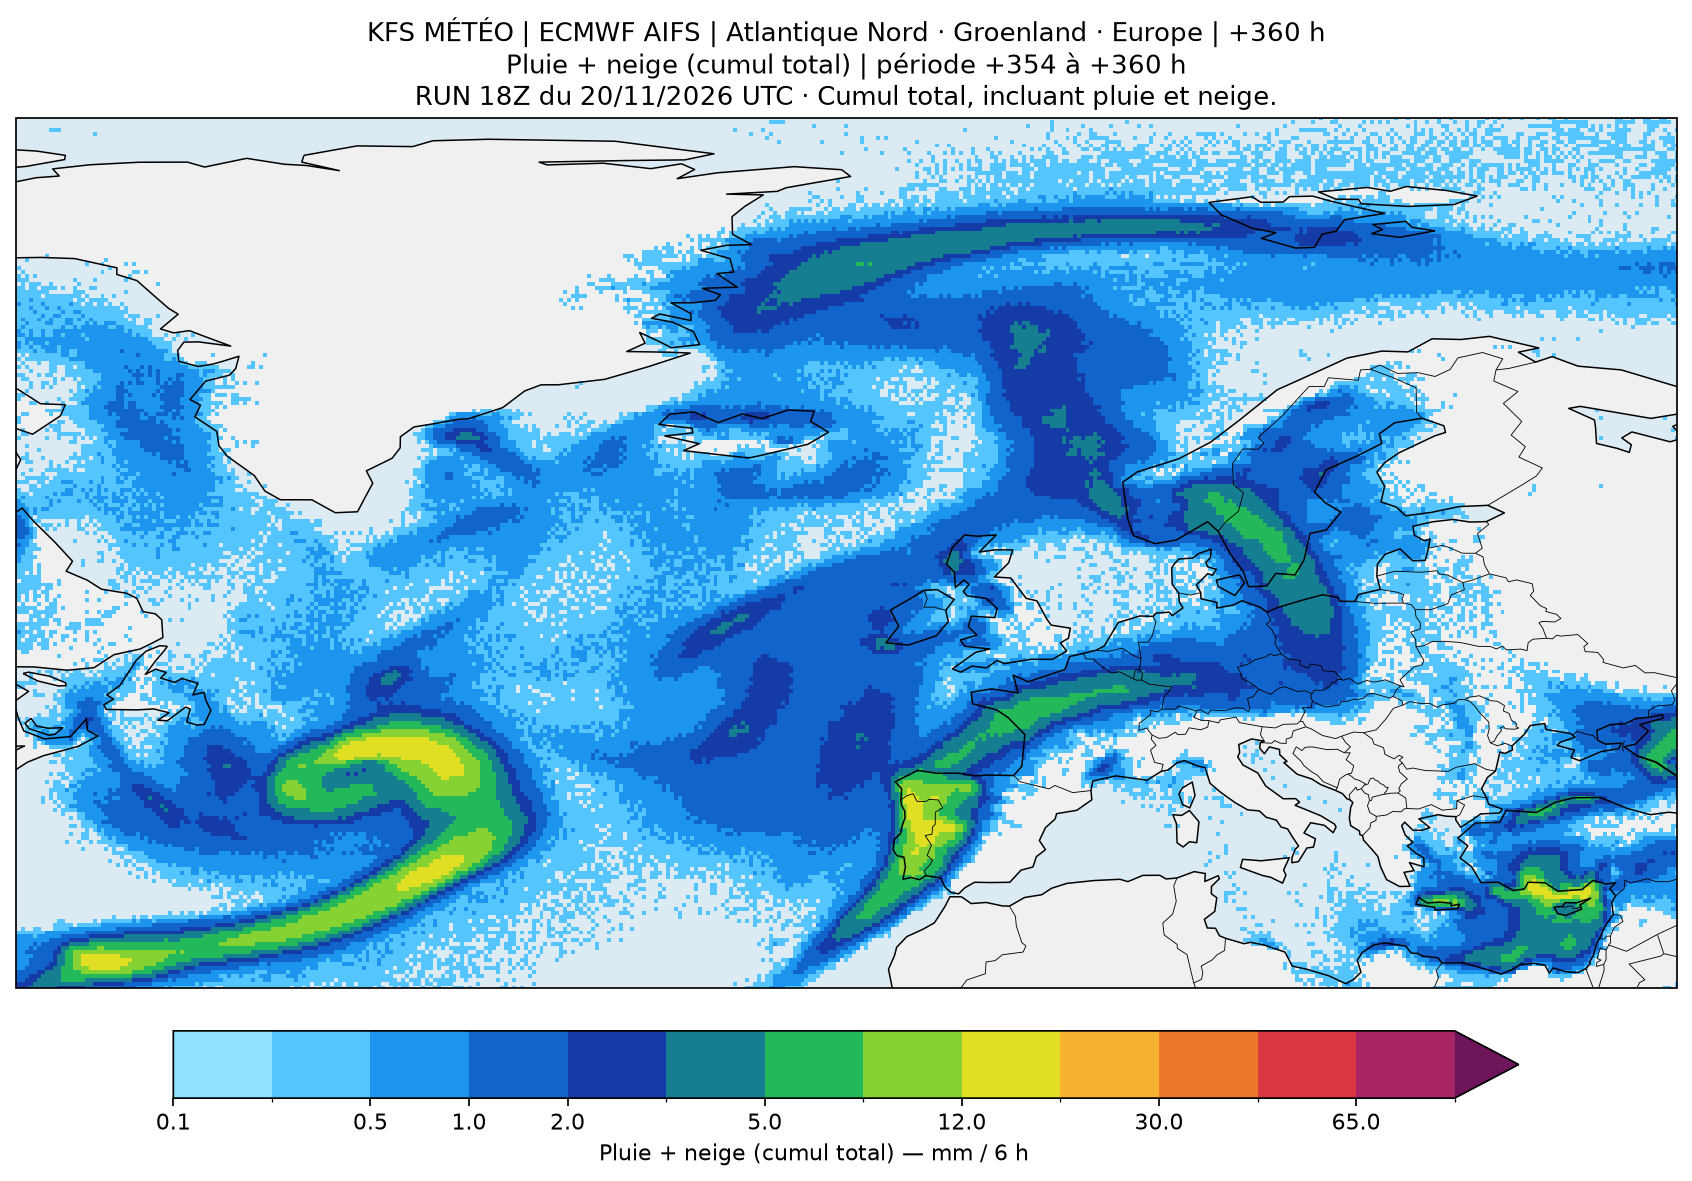 KFS MÉTÉO | ECMWF AIFS | Atlantique Nord · Groenland · Europe | +360 h
Pluie + neige (cumul total) | période +354 à +360 h
RUN 18Z du 20/11/2026 UTC · Cumul total, incluant pluie et neige.
0.1 0.5 1.0 2.0 5.0 12.0 30.0 65.0
Pluie + neige (cumul total) — mm / 6 h